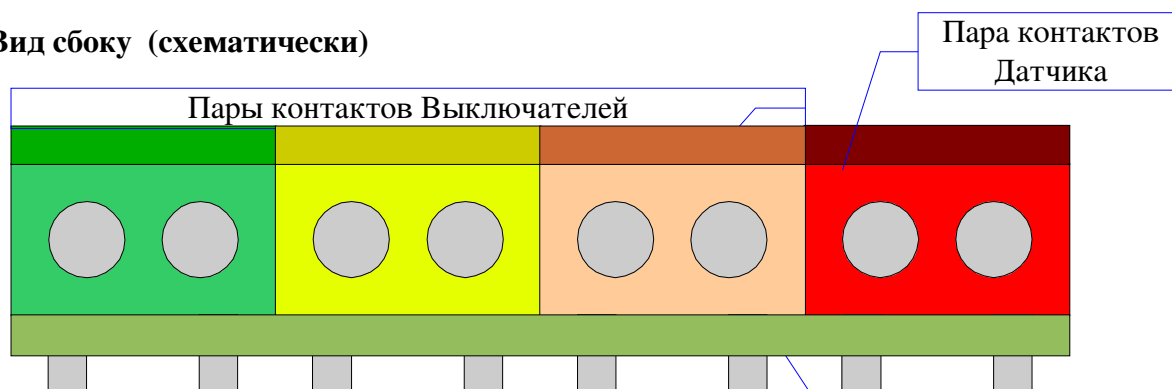 Вид сбоку (схематически)
Пара контактов
Датчика
Пары контактов Выключателей